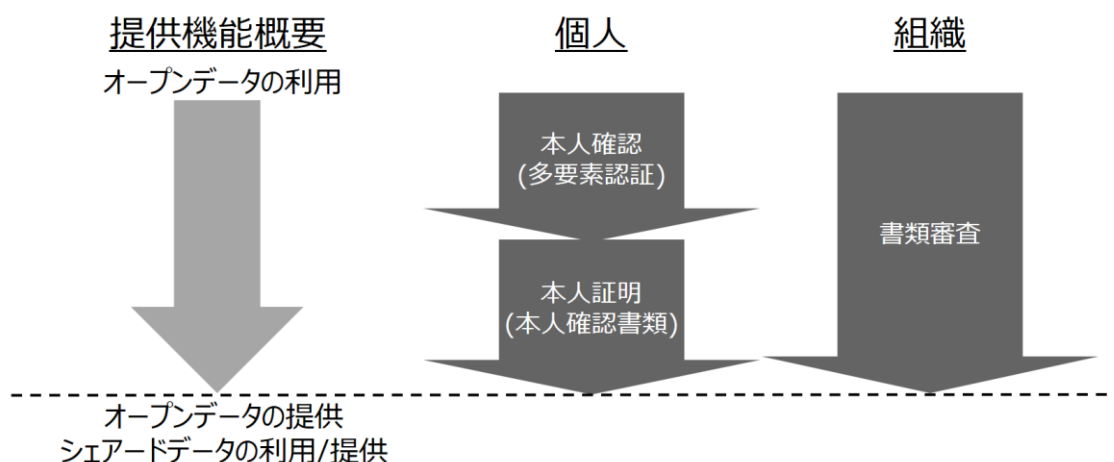 提供機能概要
オープンデータの利用
個人
本人確認
(多要素認証)
本人証明
(本人確認書類)
組織
書類審査
オープンデータの提供
シェアードデータの利用/提供